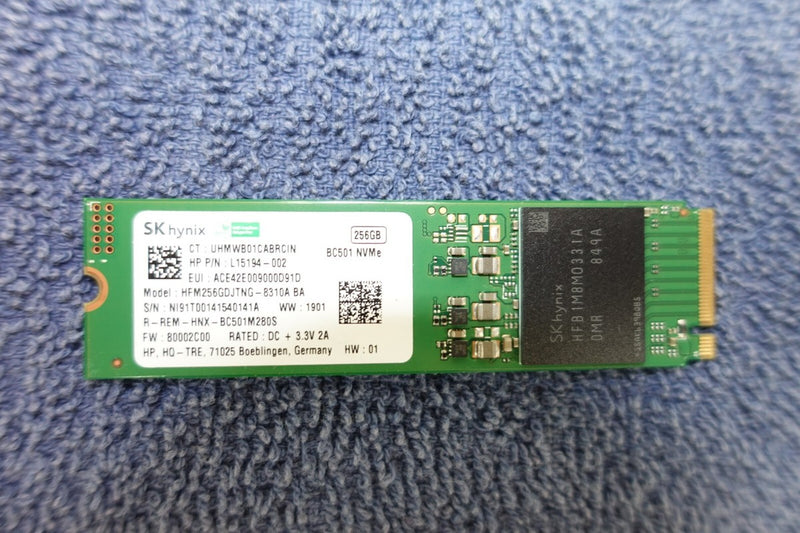 SK hynix
256GB
CT : UHMWB01CABRCIN
BC501 NVMe
HP P/N : L15194-002
EUI : ACE42E009000D91D
Model : HFM256GDJTNG-8310A BA
S/N : NI91T00141540141A WW : 1901
R-REM-HNX-BC501M280S
FW : 80002C00 RATED : DC + 3.3V 2A
HP, HQ-TRE, 71025 Boeblingen, Germany HW : 01
SK hynix
HFB1M8MO331A
OMR 849A